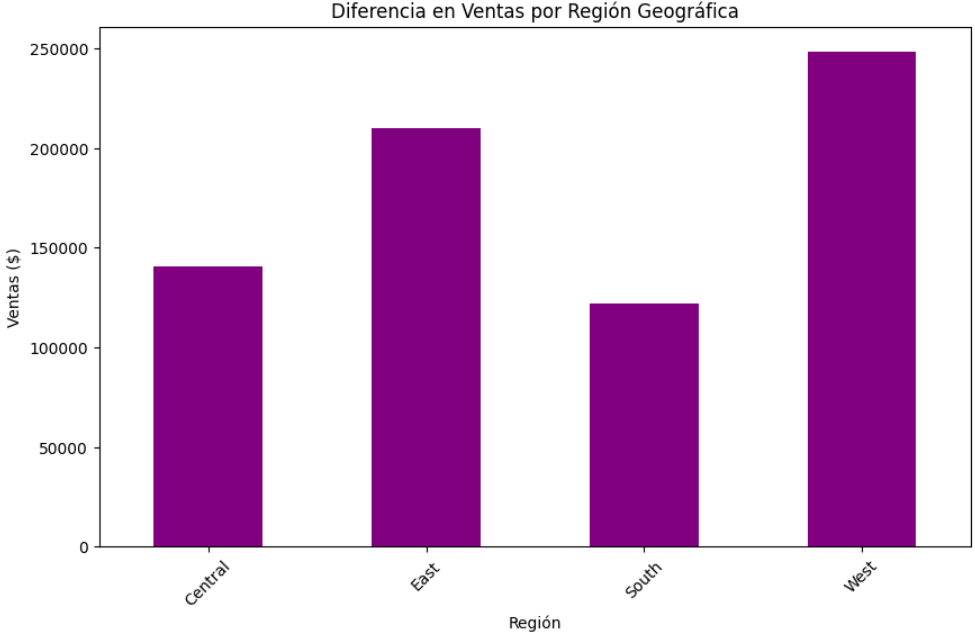 Diferencia en Ventas por Región Geográfica
Ventas ($)
250000
200000
150000
100000
50000
0
Central
East
South
West
Región